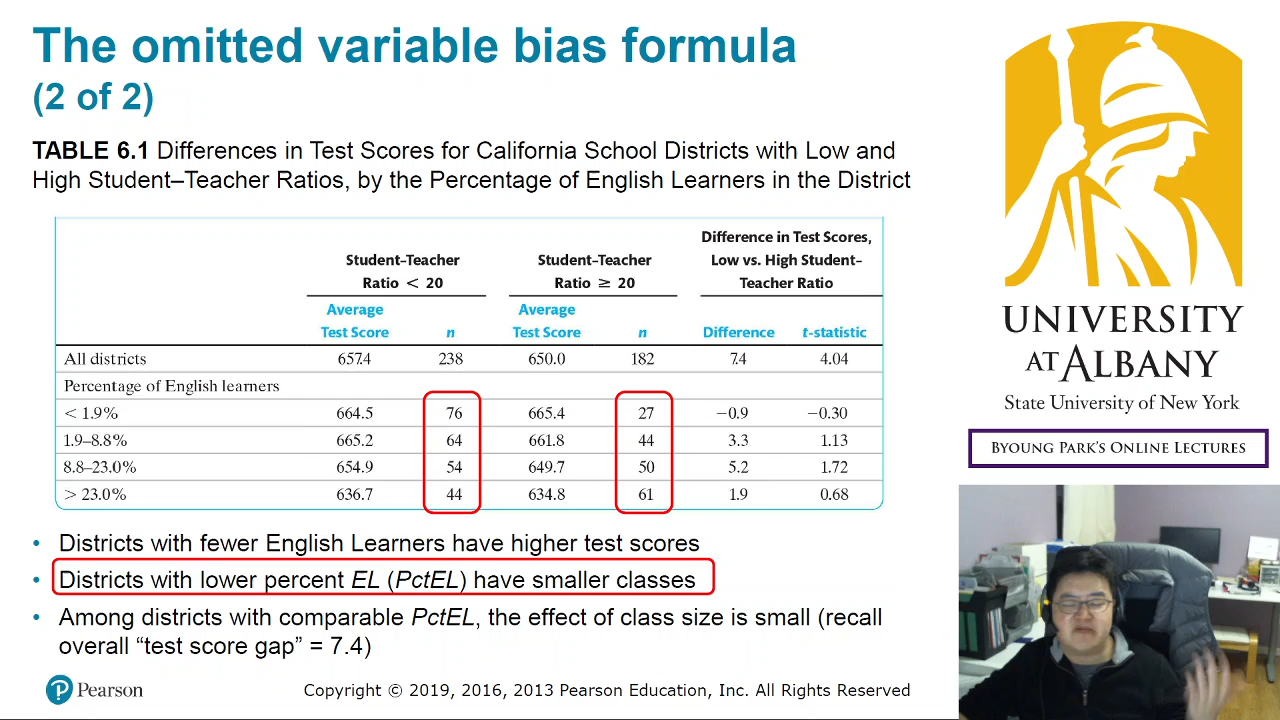 The omitted variable bias formula
(2 of 2)
TABLE 6.1 Differences in Test Scores for California School Districts with Low and
High Student–Teacher Ratios, by the Percentage of English Learners in the District
Student–Teacher Ratio < 20
Student–Teacher Ratio ≥ 20
Difference in Test Scores, Low vs. High Student–Teacher Ratio
Average Test Score n Average Test Score n Difference t-statistic
All districts 657.4 238 650.0 182 7.4 4.04
Percentage of English learners
< 1.9% 664.5 76 665.4 27 −0.9 −0.30
1.9–8.8% 665.2 64 661.8 44 3.3 1.13
8.8–23.0% 654.9 54 649.7 50 5.2 1.72
> 23.0% 636.7 44 634.8 61 1.9 0.68
• Districts with fewer English Learners have higher test scores
• Districts with lower percent EL (PctEL) have smaller classes
• Among districts with comparable PctEL, the effect of class size is small (recall
overall “test score gap” = 7.4)
P Pearson
Copyright © 2019, 2016, 2013 Pearson Education, Inc. All Rights Reserved
UNIVERSITY
AT ALBANY
State University of New York
BYOUNG PARK'S ONLINE LECTURES